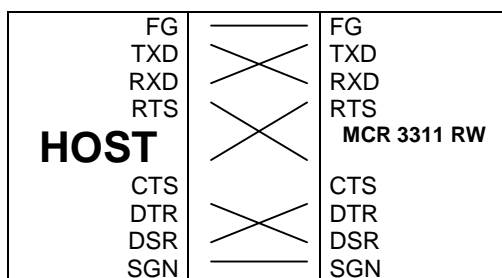 FG FG
TXD TXD
RXD RXD
RTS RTS
HOST MCR 3311 RW
CTS CTS
DTR DTR
DSR DSR
SGN SGN